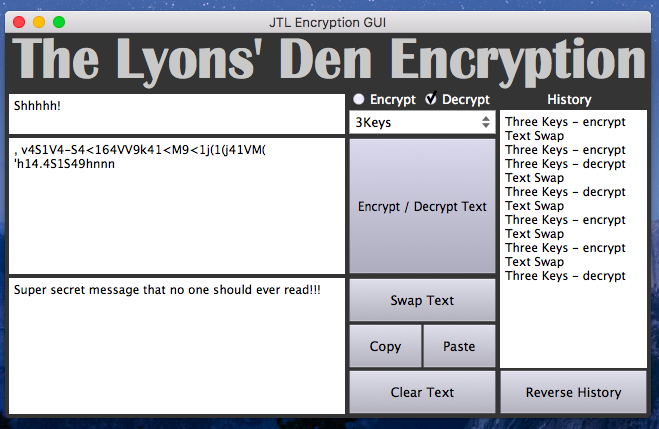 JTL Encryption GUI
The Lyons' Den Encryption
Shhhhh!
, v4S1V4-S4<164VV9k41<M9<1j(1(j41VM(
'h14.4S1S49hnnn
Super secret message that no one should ever read!!!
Encrypt Decrypt
3Keys
Encrypt / Decrypt Text
Swap Text
Copy Paste
Clear Text
History
Three Keys - encrypt
Text Swap
Three Keys - encrypt
Three Keys - decrypt
Text Swap
Three Keys - decrypt
Text Swap
Three Keys - encrypt
Text Swap
Three Keys - encrypt
Text Swap
Three Keys - decrypt
Reverse History